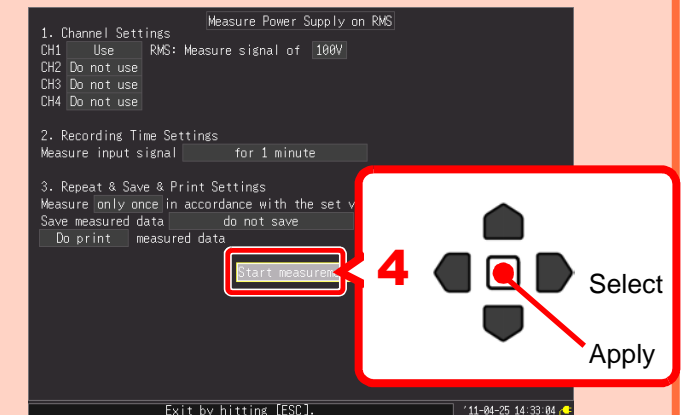 Measure Power Supply on RMS
1. Channel Settings
CH1 Use RMS: Measure signal of 100V
CH2 Do not use
CH3 Do not use
CH4 Do not use
2. Recording Time Settings
Measure input signal for 1 minute
3. Repeat & Save & Print Settings
Measure only once in accordance with the set v
Save measured data do not save
Do print measured data
Start measurem
4
Select
Apply
Exit by hitting [ESC].
'11-04-25 14:33:04